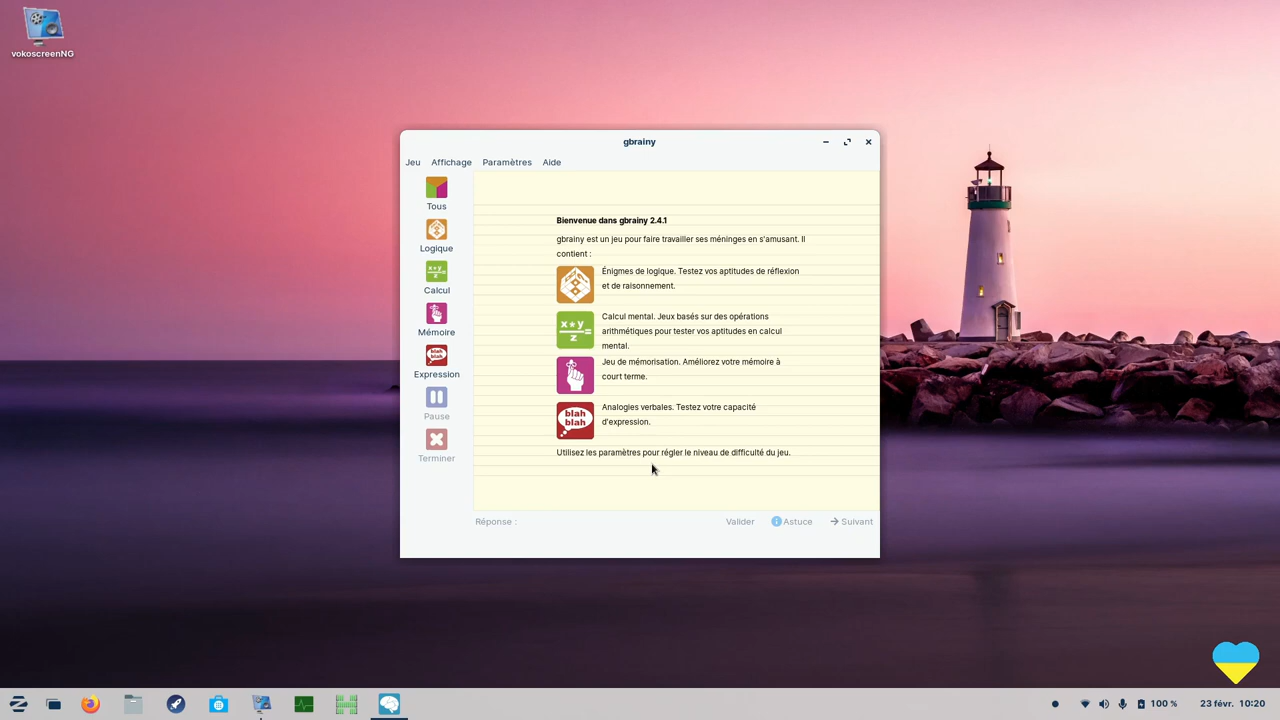 vokoscreenNG
gbrainy
Jeu Affichage Paramètres Aide
Tous
Logique
Calcul
Mémoire
Expression
Pause
Terminer
Bienvenue dans gbrainy 2.4.1
gbrainy est un jeu pour faire travailler ses méninges en s'amusant. Il
contient :
Énigmes de logique. Testez vos aptitudes de réflexion
et de raisonnement.
x★y
z
=
Calcul mental. Jeux basés sur des opérations
arithmétiques pour tester vos aptitudes en calcul
mental.
Jeu de mémorisation. Améliorez votre mémoire à
court terme.
blah
blah
Analogies verbales. Testez votre capacité
d'expression.
Utilisez les paramètres pour régler le niveau de difficulté du jeu.
Réponse : Valider Astuce Suivant
100 % 23 févr. 10:20